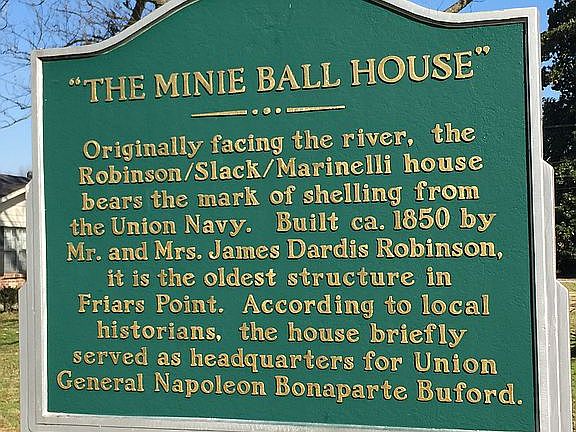 "THE MINIE BALL HOUSE"
Originally facing the river, the
Robinson/Slack/Marinelli house
bears the mark of shelling from
the Union Navy. Built ca. 1850 by
Mr. and Mrs. James Dardis Robinson,
it is the oldest structure in
Friars Point. According to local
historians, the house briefly
served as headquarters for Union
General Napoleon Bonaparte Buford.